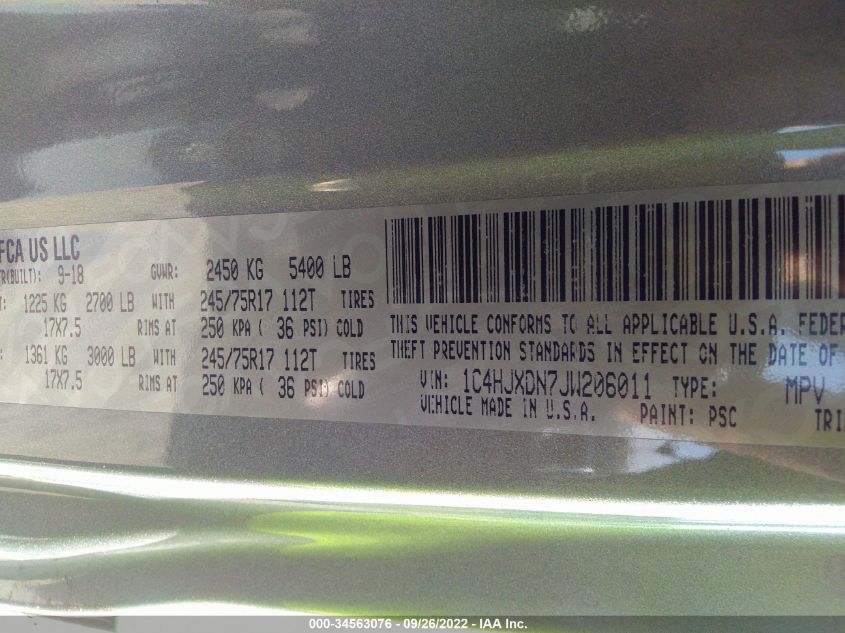 FCA US LLC
(BUILT): 9-18 GVWR: 2450 KG 5400 LB
1225 KG 2700 LB WITH 245/75R17 112T TIRES
17X7.5 RIMS AT 250 KPA ( 36 PSI) COLD
1361 KG 3000 LB WITH 245/75R17 112T TIRES
17X7.5 RIMS AT 250 KPA ( 36 PSI) COLD
THIS VEHICLE CONFORMS TO ALL APPLICABLE U.S.A. FEDER
THEFT PREVENTION STANDARDS IN EFFECT ON THE DATE OF
VIN: 1C4HJXDN7JW206011 TYPE: MPV
VEHICLE MADE IN U.S.A. PAINT: PSC TRI
000-34563076 - 09/26/2022 - IAA Inc.